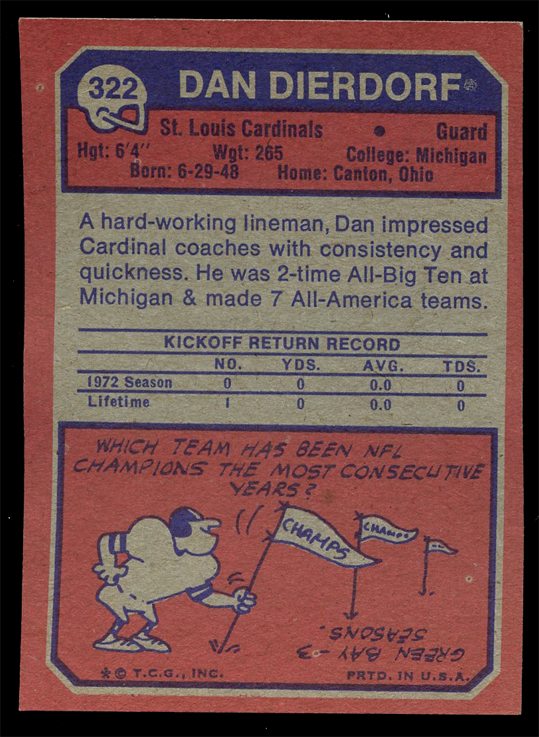 322
DAN DIERDORF*
St. Louis Cardinals • Guard
Hgt: 6'4" Wgt: 265 College: Michigan
Born: 6-29-48 Home: Canton, Ohio
A hard-working lineman, Dan impressed
Cardinal coaches with consistency and
quickness. He was 2-time All-Big Ten at
Michigan & made 7 All-America teams.
KICKOFF RETURN RECORD
NO. YDS. AVG. TDS.
1972 Season 0 0 0.0 0
Lifetime 1 0 0.0 0
WHICH TEAM HAS BEEN NFL
CHAMPIONS THE MOST CONSECUTIVE
YEARS?
CHAMPS
CHAMPS
GREEN BAY -3
SEASONS.
*© T.C.G., INC. PRTD. IN U.S.A.